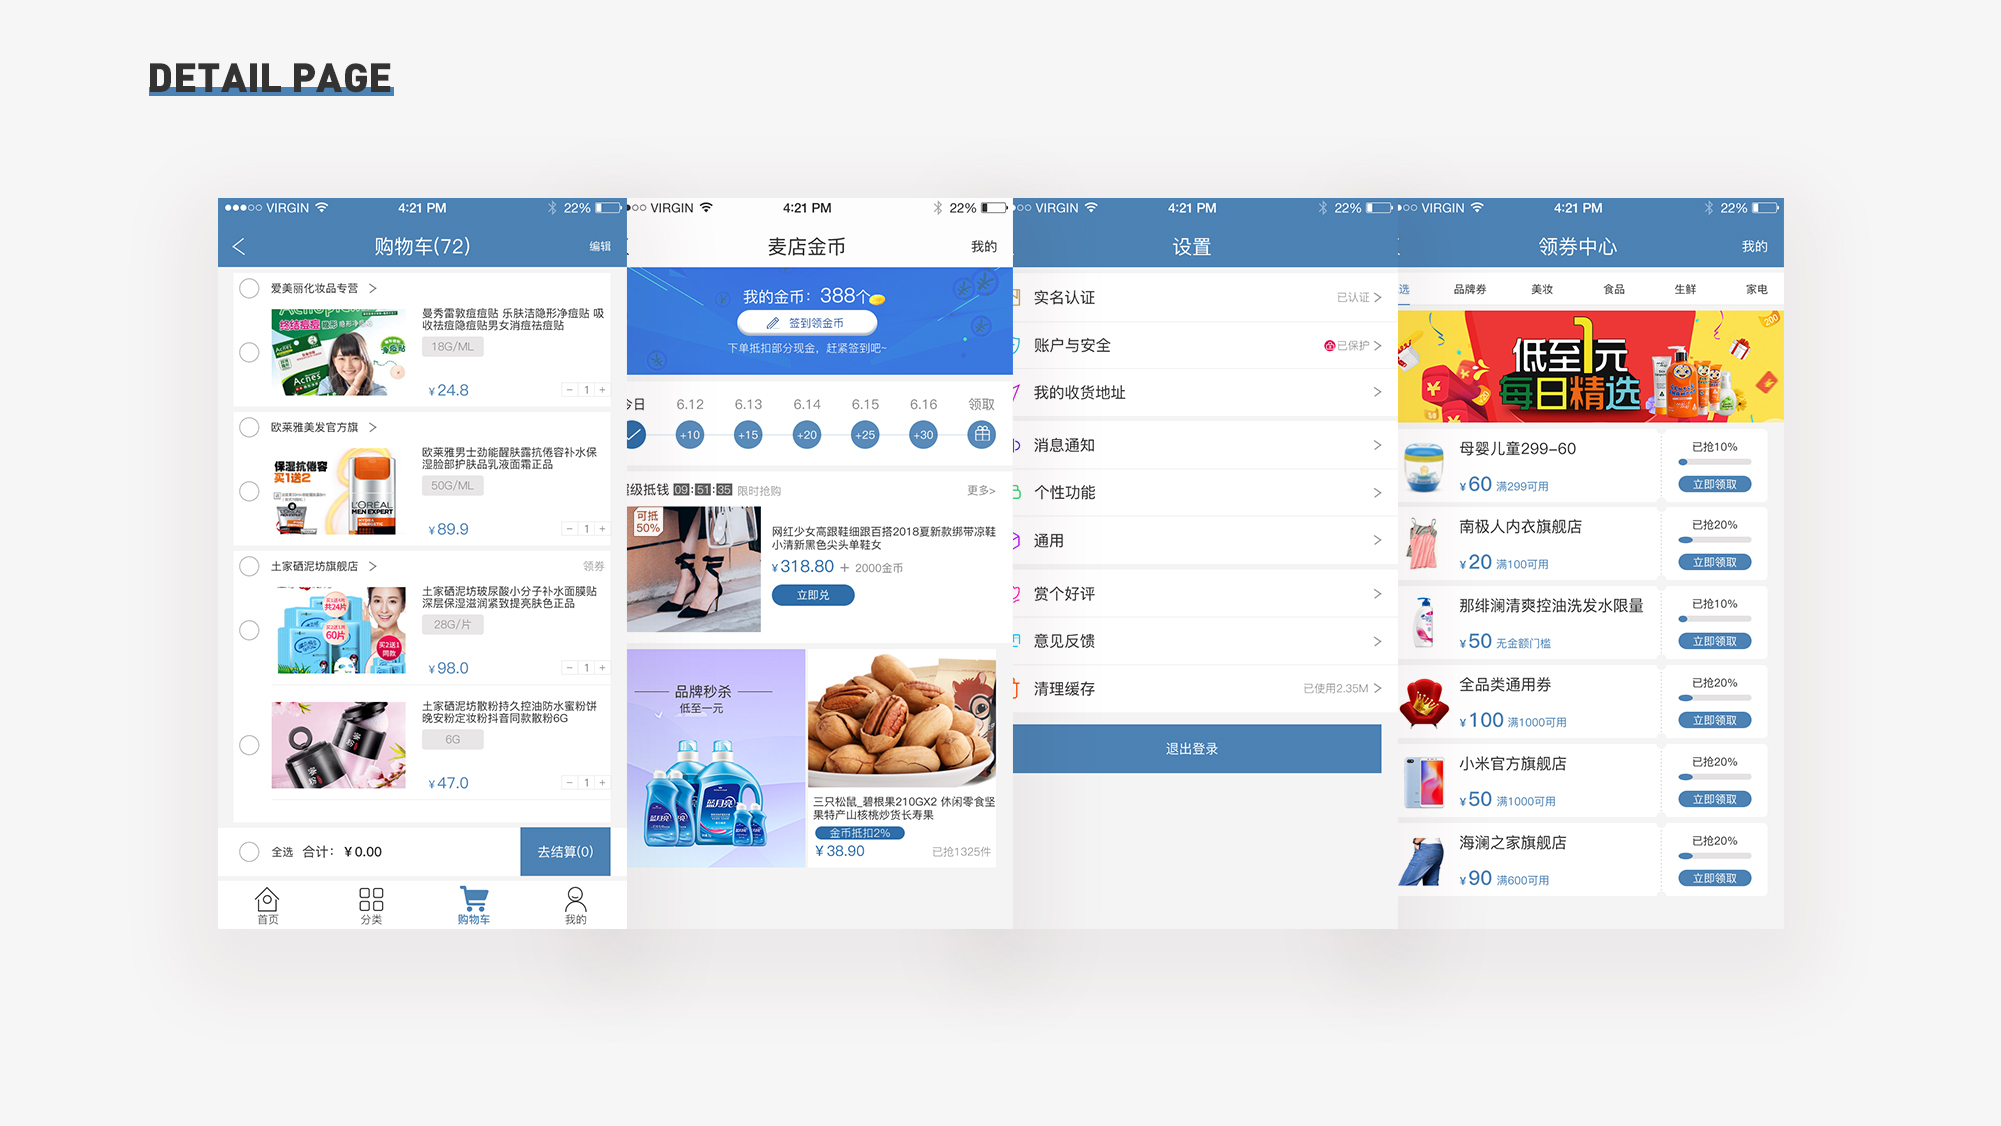 DETAIL PAGE
VIRGIN
4:21 PM
22%
购物车(72)
编辑
爱美丽化妆品专营
终结痘痘
Acnes
曼秀雷敦痘痘贴 乐肤洁隐形净痘贴 吸
收祛痘隐痘贴男女消痘祛痘贴
18G/ML
¥24.8
− 1 +
欧莱雅美发官方旗
保湿抗倦容
买1送2
L'OREAL
MEN EXPERT
欧莱雅男士劲能醒肤露抗倦容补水保
湿脸部护肤品乳液面霜正品
50G/ML
¥89.9
− 1 +
土家硒泥坊旗舰店
领券
买1送4片
共24片
60片
买2送1
同款
土家硒泥坊玻尿酸小分子补水面膜贴
深层保湿滋润紧致提亮肤色正品
28G/片
¥98.0
− 1 +
土家硒泥坊散粉持久控油防水蜜粉饼
晚安粉定妆粉抖音同款散粉6G
6G
¥47.0
− 1 +
全选 合计：¥0.00
去结算(0)
首页
分类
购物车
我的
VIRGIN
4:21 PM
22%
麦店金币
我的
我的金币：388个
签到领金币
下单抵扣部分现金，赶紧签到吧~
今日 6.12 6.13 6.14 6.15 6.16 领取
+10 +15 +20 +25 +30
级抵钱 09:51:35 限时抢购
更多>
可抵
50%
网红少女高跟鞋细跟百搭2018夏新款绑带凉鞋
小清新黑色尖头单鞋女
¥318.80 + 2000金币
立即兑
品牌秒杀
低至一元
蓝月亮
三只松鼠_碧根果210GX2 休闲零食坚
果特产山核桃炒货长寿果
金币抵扣2%
¥38.90
已抢1325件
VIRGIN
4:21 PM
22%
设置
实名认证
已认证
账户与安全
已保护
我的收货地址
消息通知
个性功能
通用
赏个好评
意见反馈
清理缓存
已使用2.35M
退出登录
VIRGIN
4:21 PM
22%
领券中心
我的
选 品牌券 美妆 食品 生鲜 家电
低至1元
每日精选
200
母婴儿童299-60
¥60 满299可用
已抢10%
立即领取
南极人内衣旗舰店
¥20 满100可用
已抢20%
立即领取
那绯澜清爽控油洗发水限量
¥50 无金额门槛
已抢10%
立即领取
全品类通用券
¥100 满1000可用
已抢20%
立即领取
小米官方旗舰店
¥50 满1000可用
已抢20%
立即领取
海澜之家旗舰店
¥90 满600可用
已抢20%
立即领取